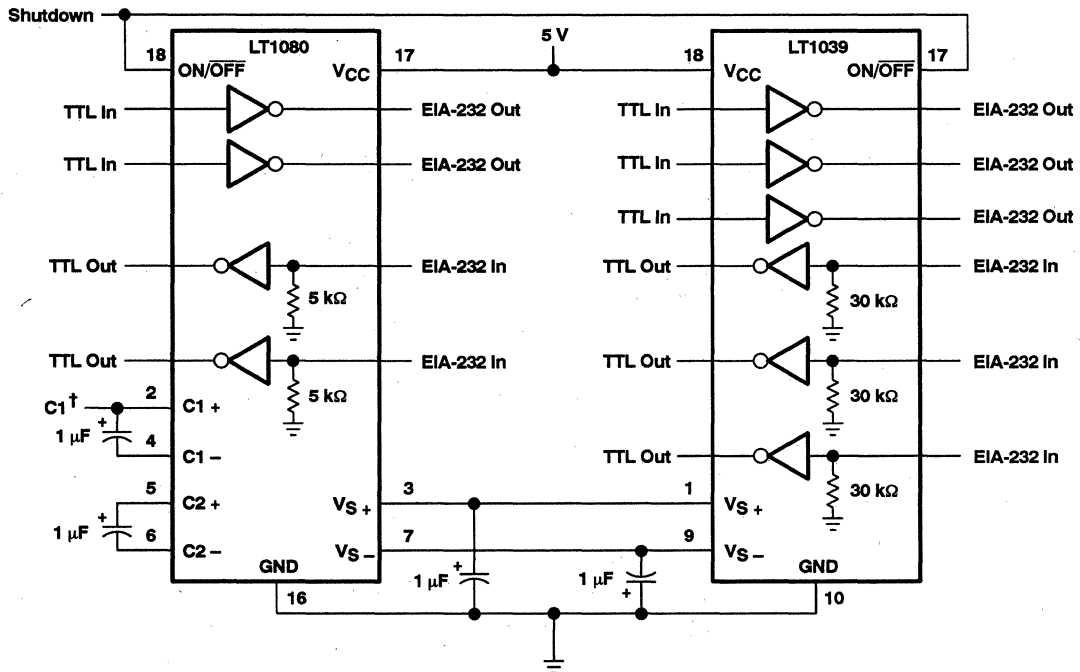 Shutdown
LT1080
LT1039
5 V
18 ON/OFF
VCC 17
18 VCC
ON/OFF 17
TTL In EIA-232 Out
TTL In EIA-232 Out
TTL In EIA-232 Out
TTL In EIA-232 Out
TTL In EIA-232 Out
TTL Out EIA-232 In
5 kΩ
TTL Out EIA-232 In
30 kΩ
TTL Out EIA-232 In
5 kΩ
TTL Out EIA-232 In
30 kΩ
C1† 2 C1 +
1 μF
4 C1 –
TTL Out EIA-232 In
30 kΩ
5 C2 +
1 μF
6 C2 –
VS + 3
1 VS +
VS – 7
9 VS –
GND
16
1 μF
1 μF
GND
10
+
+
+
+